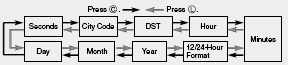 Press Ⓒ. Press Ⓛ.
Seconds City Code DST Hour
Minutes
Day Month Year 12/24-Hour
Format